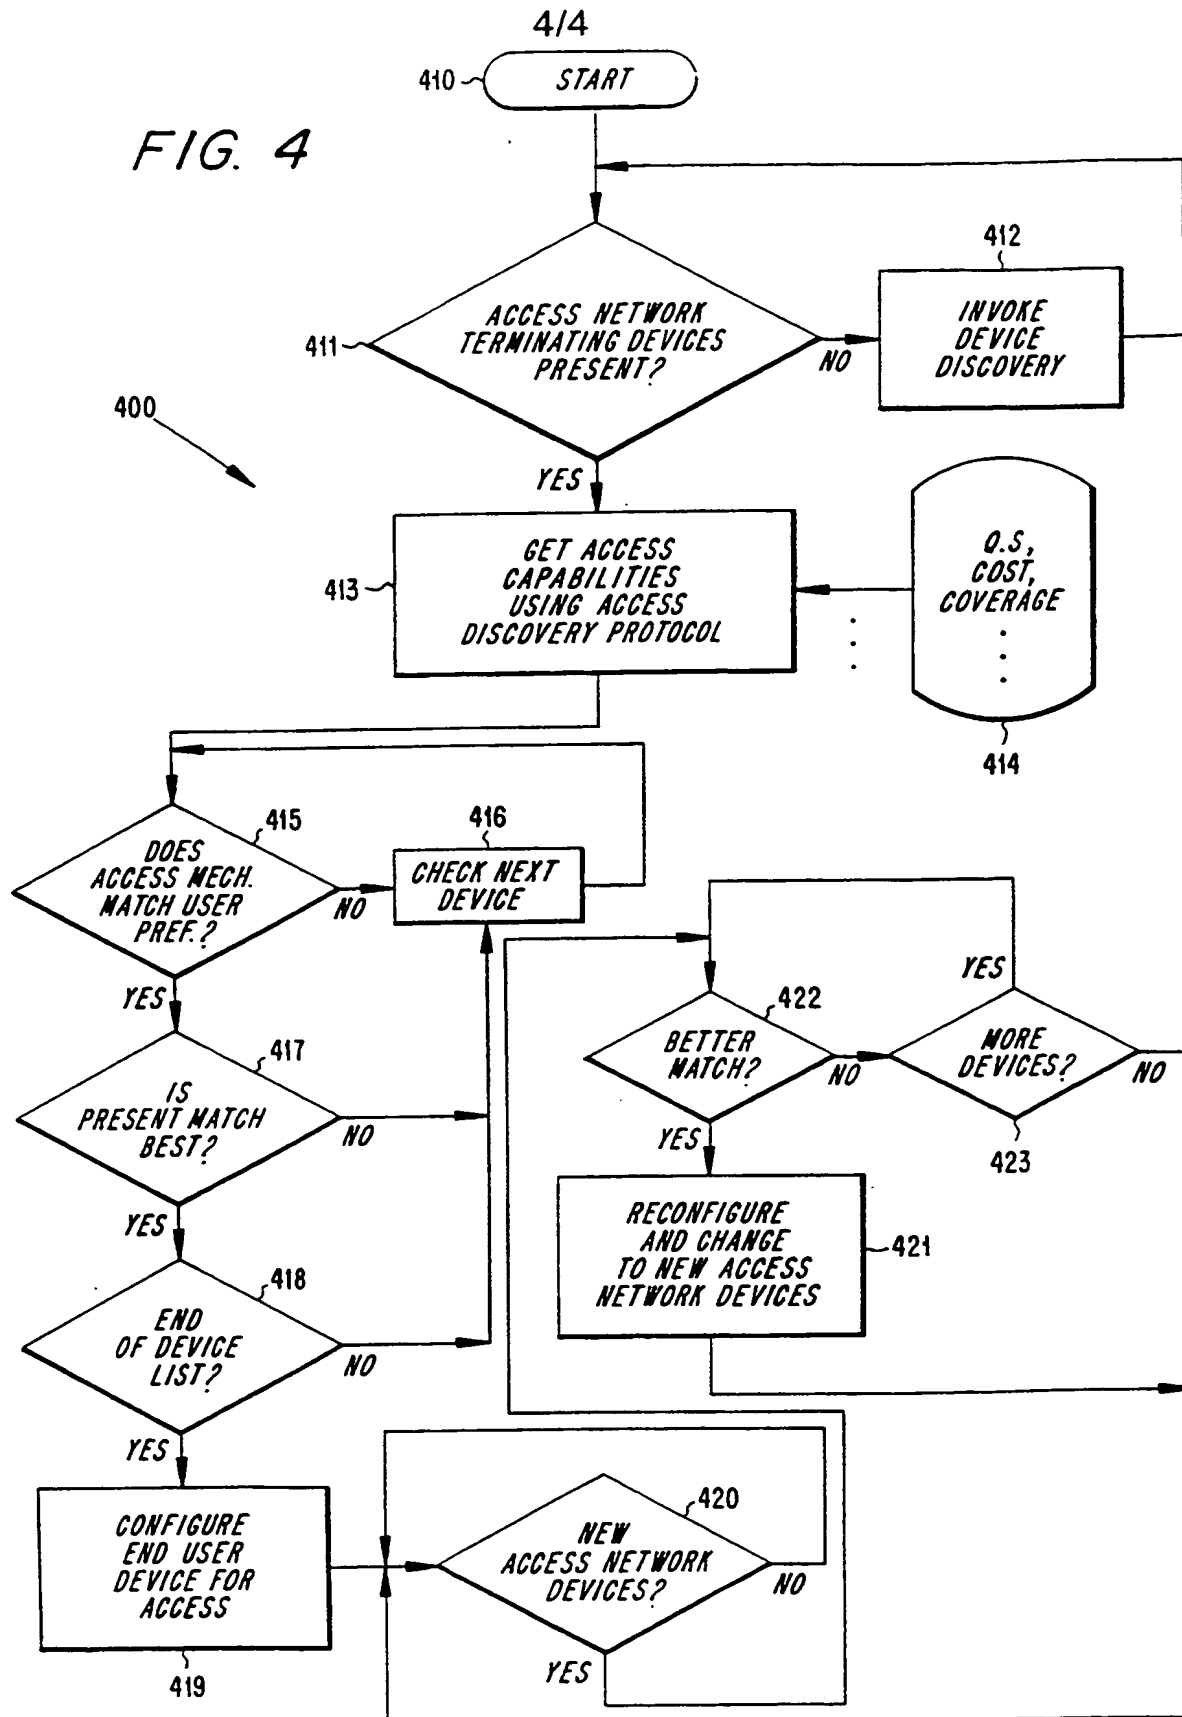 4/4
410
START
FIG. 4
412
411
ACCESS NETWORK
TERMINATING DEVICES
PRESENT?
NO
INVOKE
DEVICE
DISCOVERY
400
YES
413
GET ACCESS
CAPABILITIES
USING ACCESS
DISCOVERY PROTOCOL
Q.S,
COST,
COVERAGE
414
415
DOES
ACCESS MECH.
MATCH USER
PREF.?
NO
416
CHECK NEXT
DEVICE
YES
417
IS
PRESENT MATCH
BEST?
NO
YES
418
END
OF DEVICE
LIST?
NO
YES
422
BETTER
MATCH?
NO
YES
MORE
DEVICES?
NO
423
YES
RECONFIGURE
AND CHANGE
TO NEW ACCESS
NETWORK DEVICES
421
CONFIGURE
END USER
DEVICE FOR
ACCESS
419
420
NEW
ACCESS NETWORK
DEVICES?
NO
YES